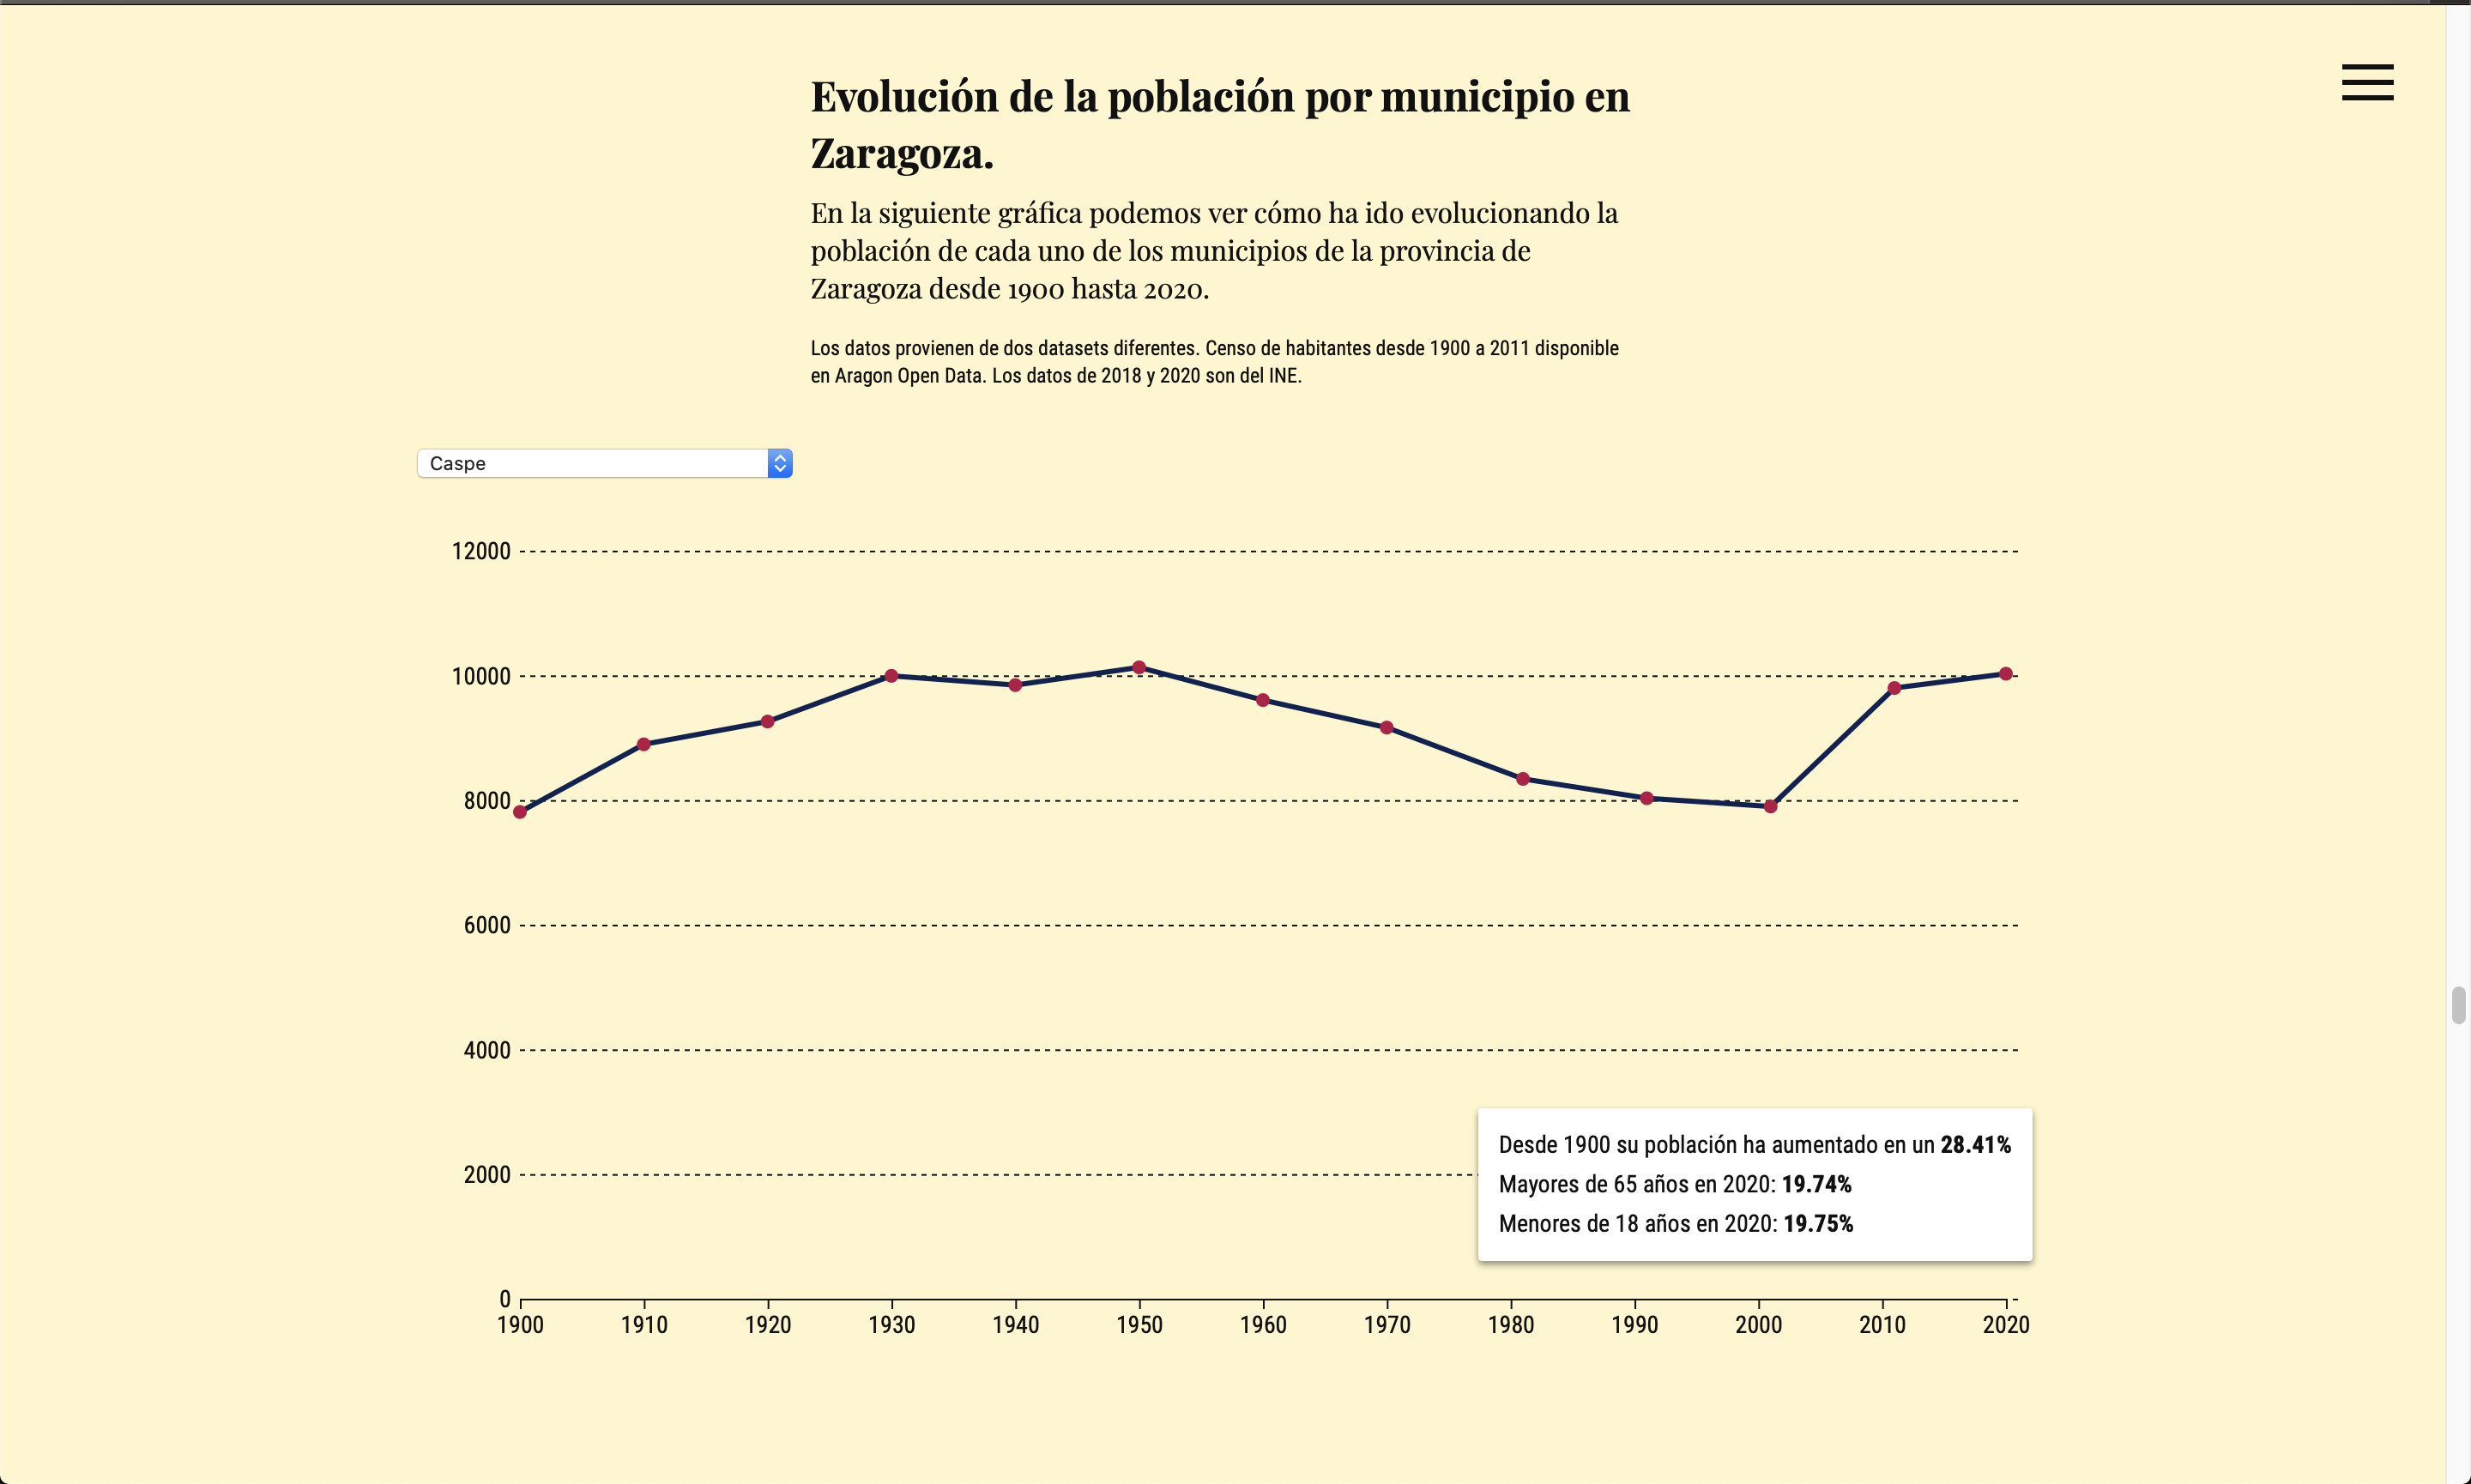 Evolución de la población por municipio en
Zaragoza.
En la siguiente gráfica podemos ver cómo ha ido evolucionando la
población de cada uno de los municipios de la provincia de
Zaragoza desde 1900 hasta 2020.
Los datos provienen de dos datasets diferentes. Censo de habitantes desde 1900 a 2011 disponible
en Aragon Open Data. Los datos de 2018 y 2020 son del INE.
Caspe
12000
10000
8000
6000
4000
2000
0
Desde 1900 su población ha aumentado en un 28.41%
Mayores de 65 años en 2020: 19.74%
Menores de 18 años en 2020: 19.75%
1900 1910 1920 1930 1940 1950 1960 1970 1980 1990 2000 2010 2020